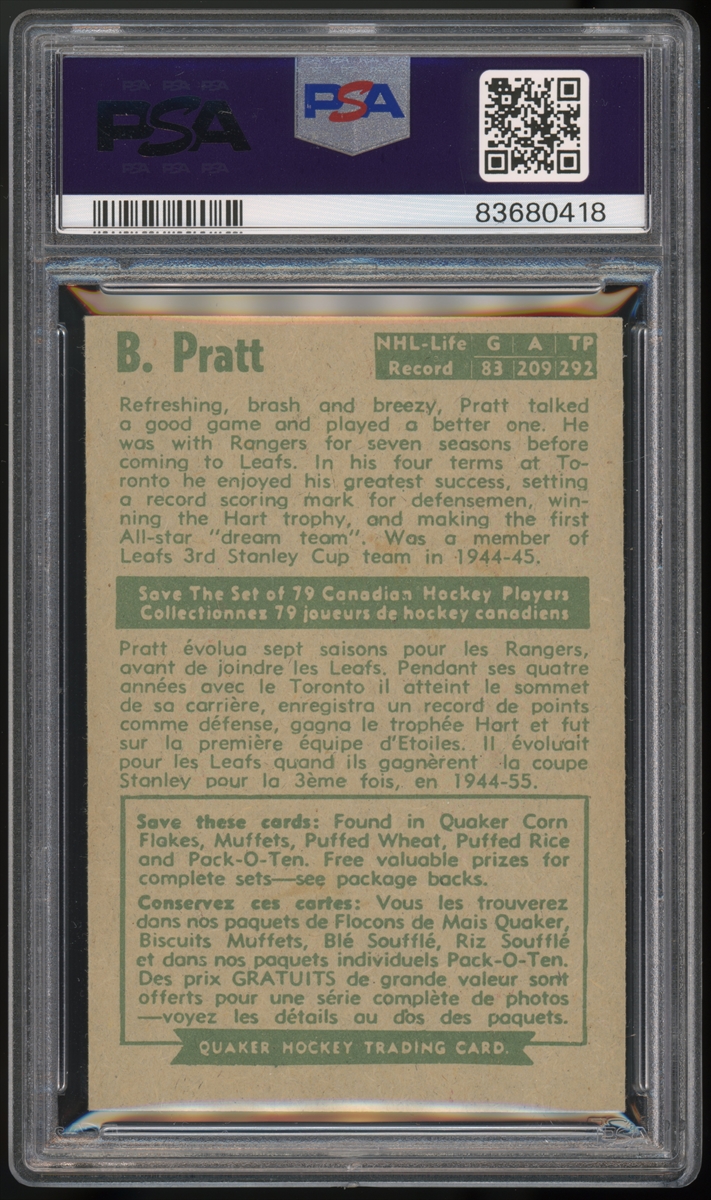 PSA PSA PSA
PSA
PSA
PSA PSA PSA
83680418
B. Pratt
NHL-Life G A TP
Record 83 209 292
Refreshing, brash and breezy, Pratt talked
a good game and played a better one. He
was with Rangers for seven seasons before
coming to Leafs. In his four terms at To-
ronto he enjoyed his greatest success, setting
a record scoring mark for defensemen, win-
ning the Hart trophy, and making the first
All-star "dream team". Was a member of
Leafs 3rd Stanley Cup team in 1944-45.
Save The Set of 79 Canadian Hockey Players
Collectionnez 79 joueurs de hockey canadiens
Pratt évolua sept saisons pour les Rangers,
avant de joindre les Leafs. Pendant ses quatre
années avec le Toronto il atteint le sommet
de sa carrière, enregistra un record de points
comme défense, gagna le trophée Hart et fut
sur la première équipe d'Etoiles. Il évoluait
pour les Leafs quand ils gagnèrent la coupe
Stanley pour la 3ème fois, en 1944-55.
Save these cards: Found in Quaker Corn
Flakes, Muffets, Puffed Wheat, Puffed Rice
and Pack-O-Ten. Free valuable prizes for
complete sets—see package backs.
Conservez ces cartes: Vous les trouverez
dans nos paquets de Flocons de Mais Quaker,
Biscuits Muffets, Blé Soufflé, Riz Soufflé
et dans nos paquets individuels Pack-O-Ten.
Des prix GRATUITS de grande valeur sont
offerts pour une série complète de photos
—voyez les détails au dos des paquets.
QUAKER HOCKEY TRADING CARD.